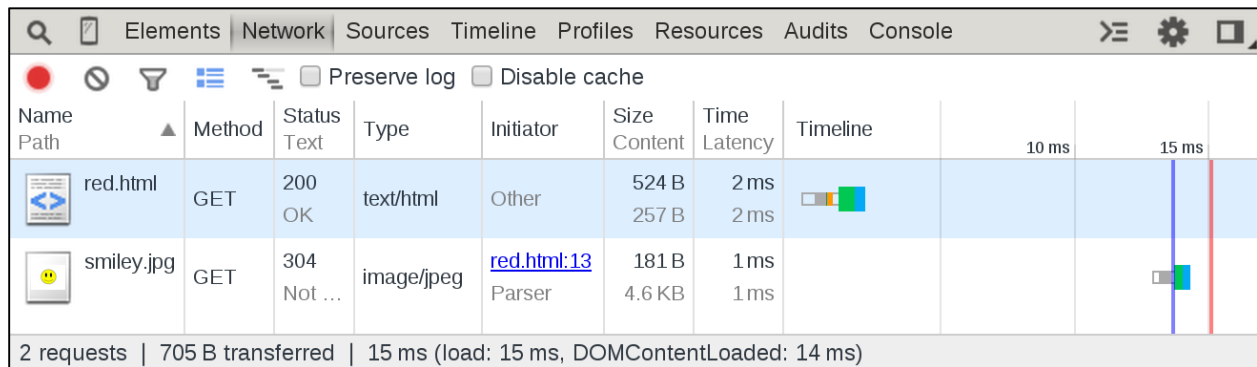 Elements Network Sources Timeline Profiles Resources Audits Console
Preserve log Disable cache
Name Method Status Type Initiator Size Time Timeline
Path Text Content Latency 10 ms 15 ms
red.html GET 200 text/html Other 524 B 2 ms
OK 257 B 2 ms
smiley.jpg GET 304 image/jpeg red.html:13 181 B 1 ms
Not ... Parser 4.6 KB 1 ms
2 requests | 705 B transferred | 15 ms (load: 15 ms, DOMContentLoaded: 14 ms)